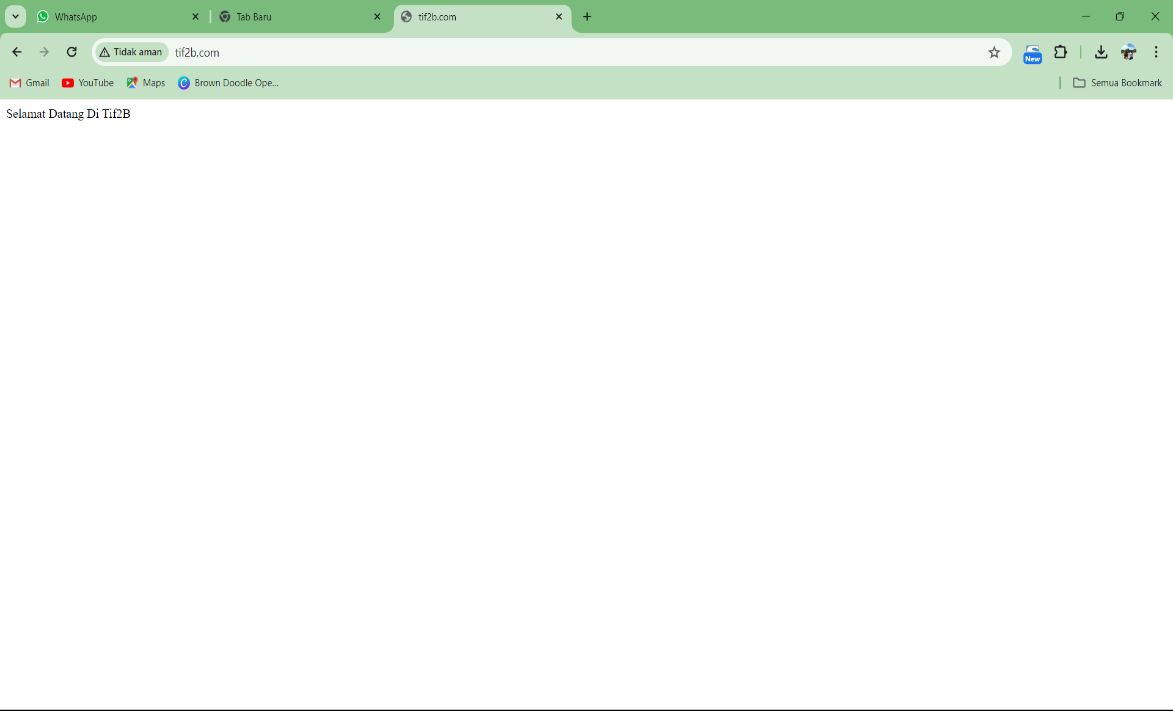 WhatsApp
Tab Baru
tif2b.com
Tidak aman
tif2b.com
New
Gmail
YouTube
Maps
Brown Doodle Ope...
Semua Bookmark
Selamat Datang Di Tif2B